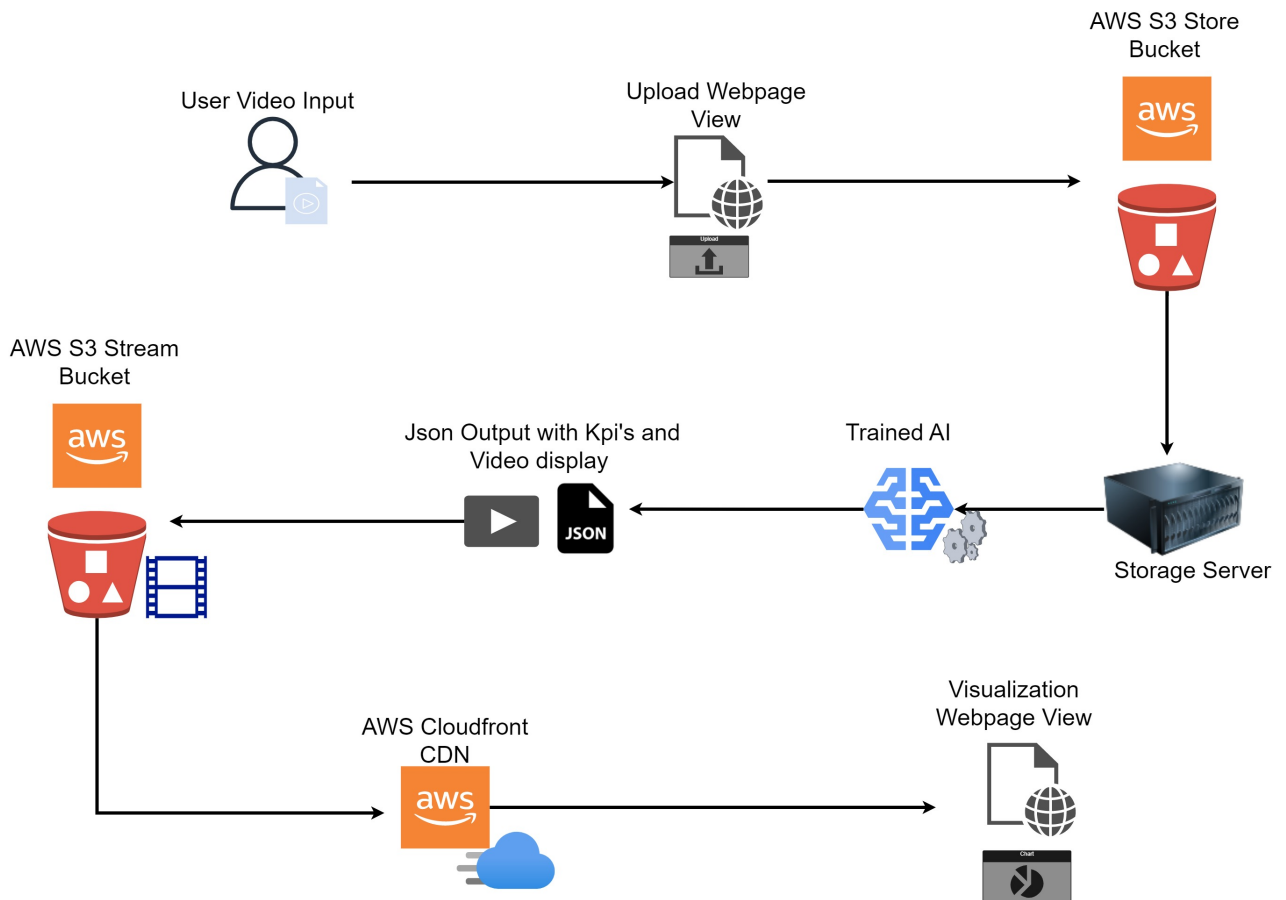 AWS S3 Store
Bucket
aws
User Video Input
Upload Webpage
View
Upload
AWS S3 Stream
Bucket
aws
Json Output with Kpi's and
Video display
JSON
Trained AI
Storage Server
AWS Cloudfront
CDN
aws
Visualization
Webpage View
Chart